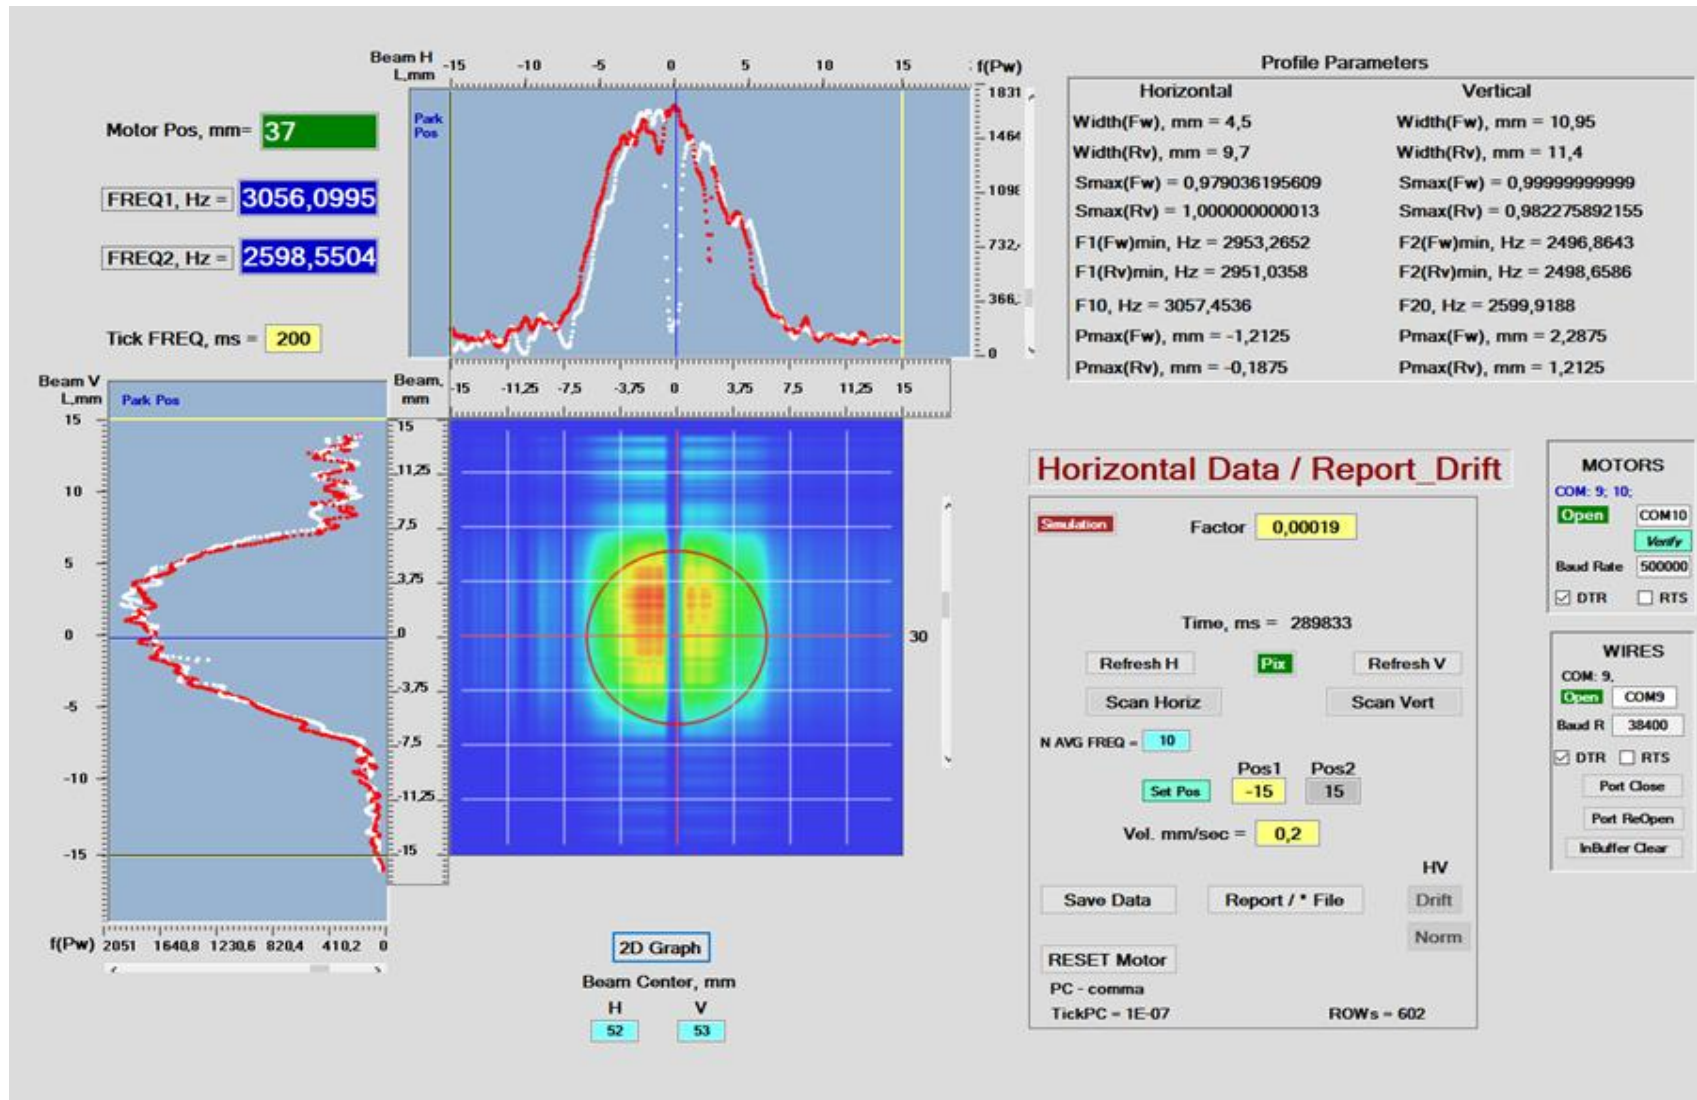 Beam H
L,mm
-15 -10 -5 0 5 10 15
f(Pw)
Park
Pos
1831
1464
1098
732,
366,
0
Motor Pos, mm= 37
FREQ1, Hz = 3056,0995
FREQ2, Hz = 2598,5504
Tick FREQ, ms = 200
Profile Parameters
Horizontal Vertical
Width(Fw), mm = 4,5 Width(Fw), mm = 10,95
Width(Rv), mm = 9,7 Width(Rv), mm = 11,4
Smax(Fw) = 0,979036195609 Smax(Fw) = 0,99999999999
Smax(Rv) = 1,000000000013 Smax(Rv) = 0,982275892155
F1(Fw)min, Hz = 2953,2652 F2(Fw)min, Hz = 2496,8643
F1(Rv)min, Hz = 2951,0358 F2(Rv)min, Hz = 2498,6586
F10, Hz = 3057,4536 F20, Hz = 2599,9188
Pmax(Fw), mm = -1,2125 Pmax(Fw), mm = 2,2875
Pmax(Rv), mm = -0,1875 Pmax(Rv), mm = 1,2125
Beam V
L,mm
Park Pos
15
10
5
0
-5
-10
-15
f(Pw) 2051 1640,8 1230,6 820,4 410,2 0
Beam,
mm
-15 -11,25 -7,5 -3,75 0 3,75 7,5 11,25 15
15
11,25
7,5
3,75
0
-3,75
-7,5
-11,25
-15
30
2D Graph
Beam Center, mm
H V
52 53
Horizontal Data / Report_Drift
Simulation
Factor 0,00019
Time, ms = 289833
Refresh H Pix Refresh V
Scan Horiz Scan Vert
N AVG FREQ = 10
Pos1 Pos2
Set Pos -15 15
Vel. mm/sec = 0,2
HV
Save Data Report / * File Drift
Norm
RESET Motor
PC - comma
TickPC = 1E-07 ROWs = 602
MOTORS
COM: 9; 10;
Open COM10
Verify
Baud Rate 500000
DTR RTS
WIRES
COM: 9,
Open COM9
Baud R 38400
DTR RTS
Port Close
Port ReOpen
InBuffer Clear